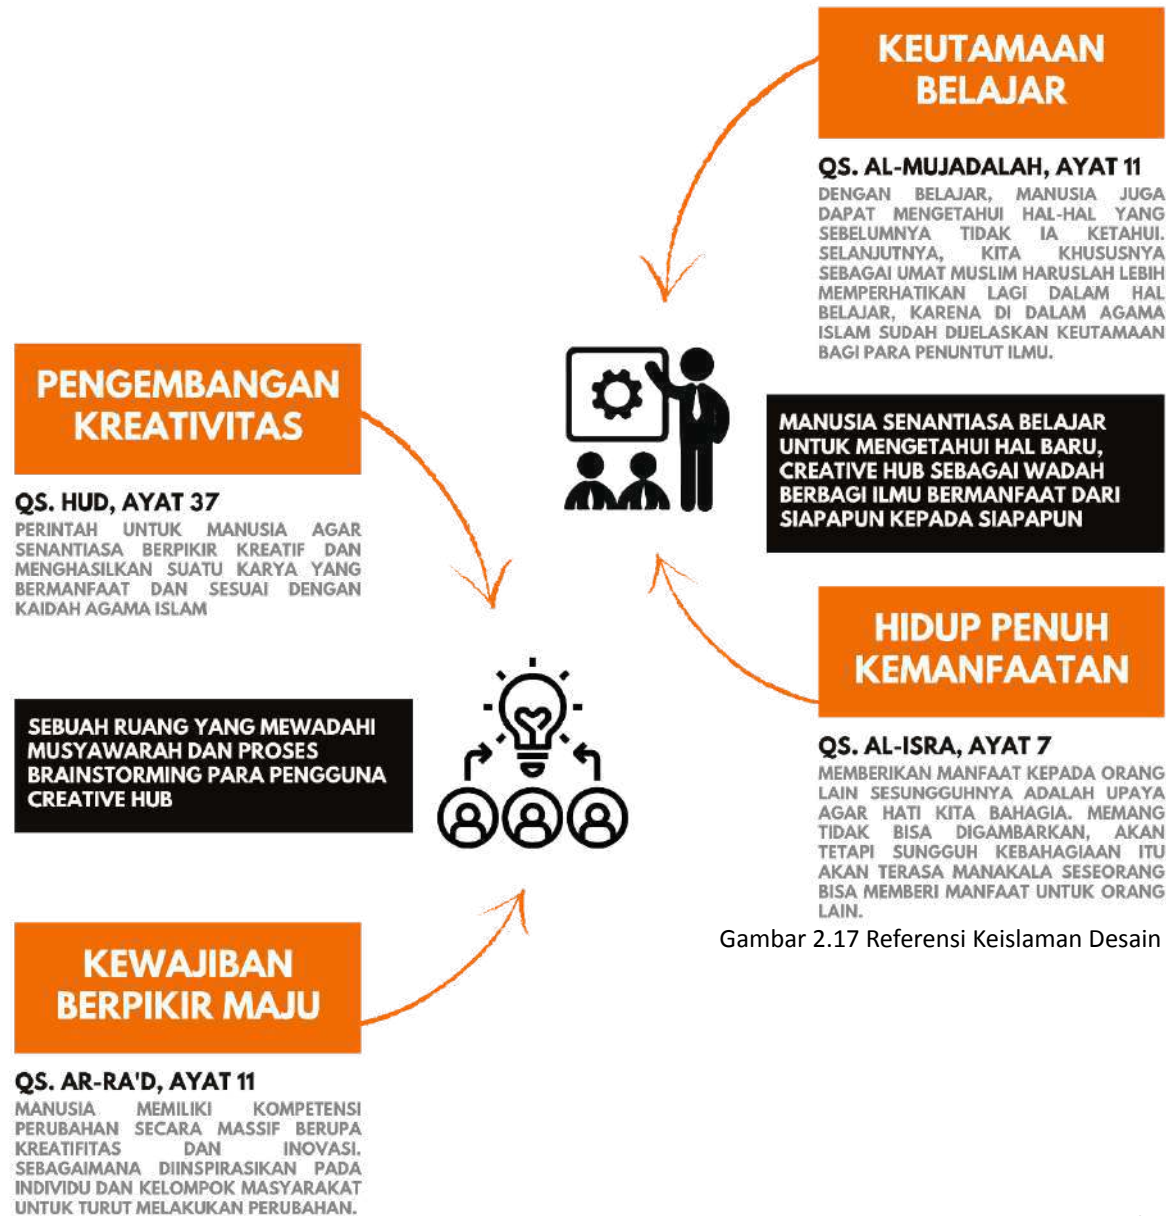 KEUTAMAAN
BELAJAR
QS. AL-MUJADALAH, AYAT 11
DENGAN BELAJAR, MANUSIA JUGA
DAPAT MENGETAHUI HAL-HAL YANG
SEBELUMNYA TIDAK IA KETAHUI.
SELANJUTNYA, KITA KHUSUSNYA
SEBAGAI UMAT MUSLIM HARUSLAH LEBIH
MEMPERHATIKAN LAGI DALAM HAL
BELAJAR, KARENA DI DALAM AGAMA
ISLAM SUDAH DIJELASKAN KEUTAMAAN
BAGI PARA PENUNTUT ILMU.
PENGEMBANGAN
KREATIVITAS
QS. HUD, AYAT 37
PERINTAH UNTUK MANUSIA AGAR
SENANTIASA BERPIKIR KREATIF DAN
MENGHASILKAN SUATU KARYA YANG
BERMANFAAT DAN SESUAI DENGAN
KAIDAH AGAMA ISLAM
MANUSIA SENANTIASA BELAJAR
UNTUK MENGETAHUI HAL BARU,
CREATIVE HUB SEBAGAI WADAH
BERBAGI ILMU BERMANFAAT DARI
SIAPAPUN KEPADA SIAPAPUN
HIDUP PENUH
KEMANFAATAN
QS. AL-ISRA, AYAT 7
MEMBERIKAN MANFAAT KEPADA ORANG
LAIN SESUNGGUHNYA ADALAH UPAYA
AGAR HATI KITA BAHAGIA. MEMANG
TIDAK BISA DIGAMBARKAN, AKAN
TETAPI SUNGGUH KEBAHAGIAAN ITU
AKAN TERASA MANAKALA SESEORANG
BISA MEMBERI MANFAAT UNTUK ORANG
LAIN.
SEBUAH RUANG YANG MEWADAHI
MUSYAWARAH DAN PROSES
BRAINSTORMING PARA PENGGUNA
CREATIVE HUB
Gambar 2.17 Referensi Keislaman Desain
KEWAJIBAN
BERPIKIR MAJU
QS. AR-RA'D, AYAT 11
MANUSIA MEMILIKI KOMPETENSI
PERUBAHAN SECARA MASSIF BERUPA
KREATIFITAS DAN INOVASI.
SEBAGAIMANA DIINSPIRASIKAN PADA
INDIVIDU DAN KELOMPOK MASYARAKAT
UNTUK TURUT MELAKUKAN PERUBAHAN.